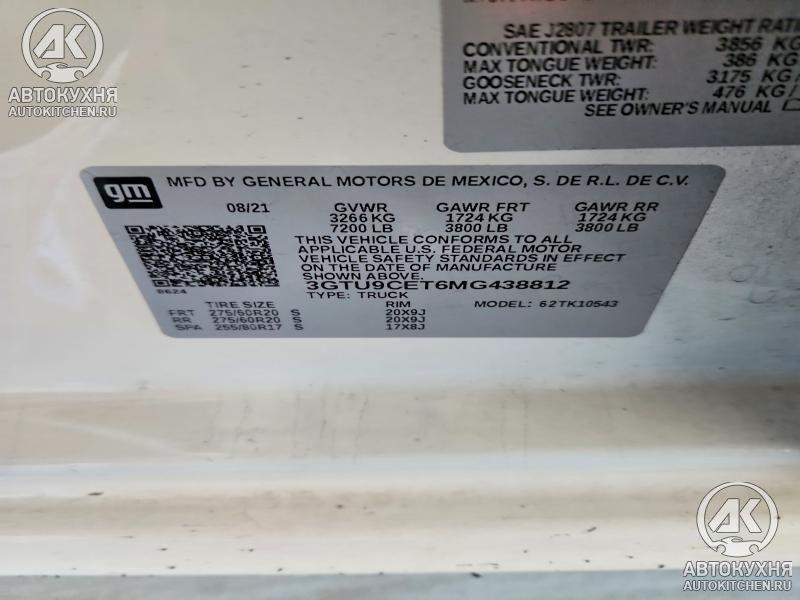 AK
АВТОКУХНЯ
AUTOKITCHEN.RU
SAE J2807 TRAILER WEIGHT RATI
CONVENTIONAL TWR: 3856 KG
MAX TONGUE WEIGHT: 386 KG
GOOSENECK TWR: 3175 KG/
MAX TONGUE WEIGHT: 476 KG/
SEE OWNER'S MANUAL
gm MFD BY GENERAL MOTORS DE MEXICO, S. DE R.L. DE C.V.
08/21 GVWR GAWR FRT GAWR RR
3266 KG 1724 KG 1724 KG
7200 LB 3800 LB 3800 LB
THIS VEHICLE CONFORMS TO ALL
APPLICABLE U.S. FEDERAL MOTOR
VEHICLE SAFETY STANDARDS IN EFFECT
ON THE DATE OF MANUFACTURE
SHOWN ABOVE.
3GTU9CET6MG438812
8624
TYPE: TRUCK MODEL: 62TK10543
TIRE SIZE RIM
FRT 275/60R20 S 20X9J
RR 275/60R20 S 20X9J
SPA 255/80R17 S 17X8J
AK
АВТОКУХНЯ
AUTOKITCHEN.RU